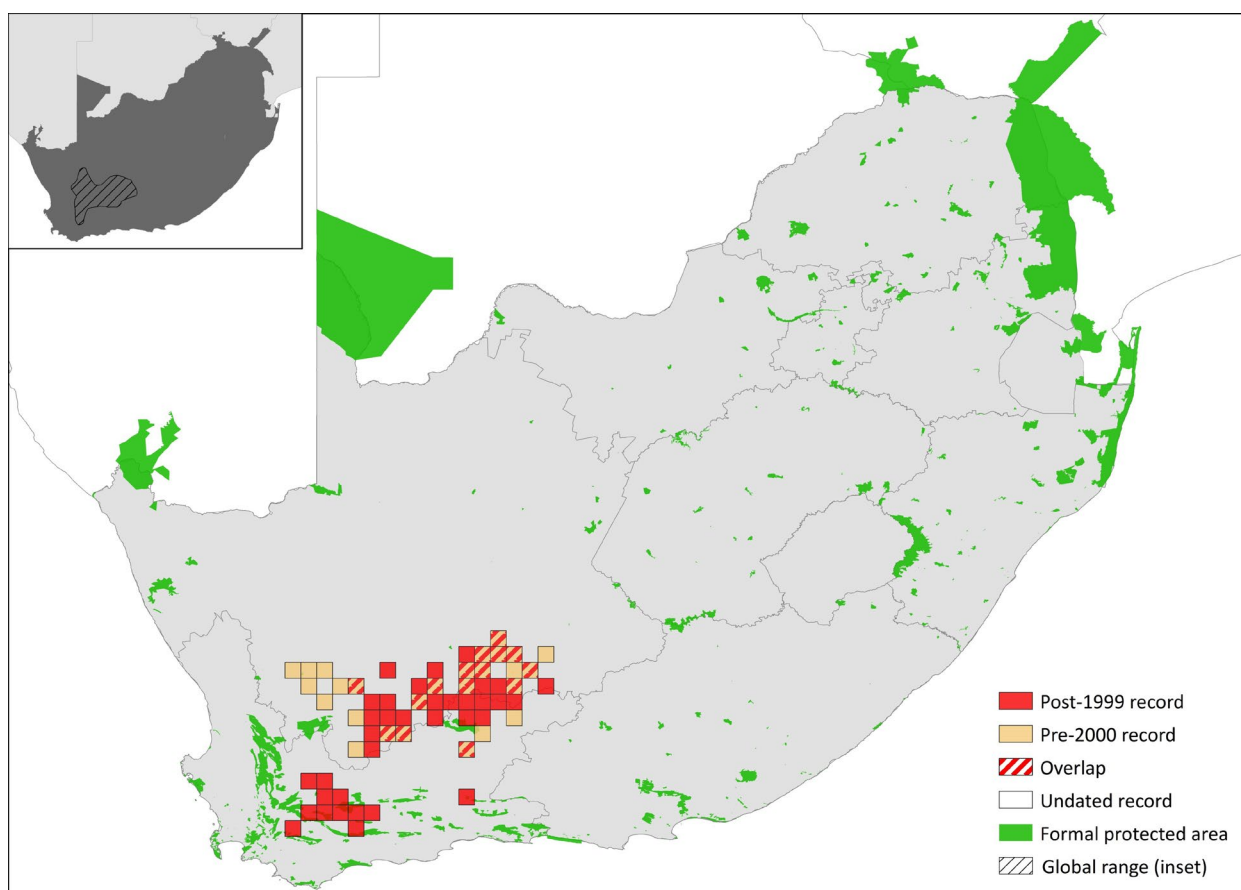 Post-1999 record
Pre-2000 record
Overlap
Undated record
Formal protected area
Global range (inset)